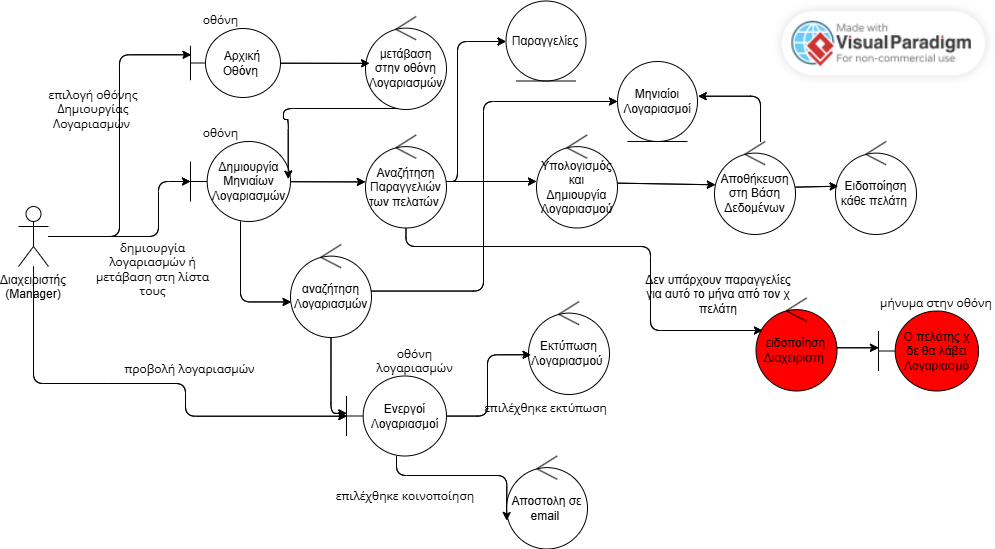 οθόνη
Αρχική
Οθόνη
μετάβαση
στην οθόνη
Λογαριασμών
Παραγγελίες
Made with
Visual Paradigm
For non-commercial use
επιλογή οθόνης
Δημιουργίας
Λογαριασμών
Μηνιαίοι
Λογαριασμοί
οθόνη
Δημιουργία
Μηνιαίων
Λογαριασμών
Αναζήτηση
Παραγγελιών
των πελατών
Υπολογισμός
και
Δημιουργία
Λογαριασμού
Αποθήκευση
στη Βάση
Δεδομένων
Ειδοποίηση
κάθε πελάτη
Διαχειριστής
(Manager)
δημιουργία
λογαριασμών ή
μετάβαση στη λίστα
τους
αναζήτηση
Λογαριασμών
Δεν υπάρχουν παραγγελίες
για αυτό το μήνα από τον χ
πελάτη
μήνυμα στην οθόνη
ειδοποίηση
Διαχειριστή
Ο πελάτης χ
δε θα λάβει
Λογαριασμό
προβολή λογαριασμών
οθόνη
λογαριασμών
Ενεργοί
Λογαριασμοί
Εκτύπωση
Λογαριασμού
επιλέχθηκε εκτύπωση
επιλέχθηκε κοινοποίηση
Αποστολη σε
email